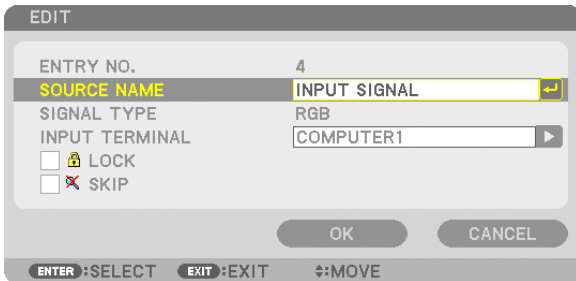 EDIT
ENTRY NO. 4
SOURCE NAME INPUT SIGNAL
SIGNAL TYPE RGB
INPUT TERMINAL COMPUTER1
LOCK
SKIP
OK CANCEL
ENTER:SELECT EXIT:EXIT :MOVE